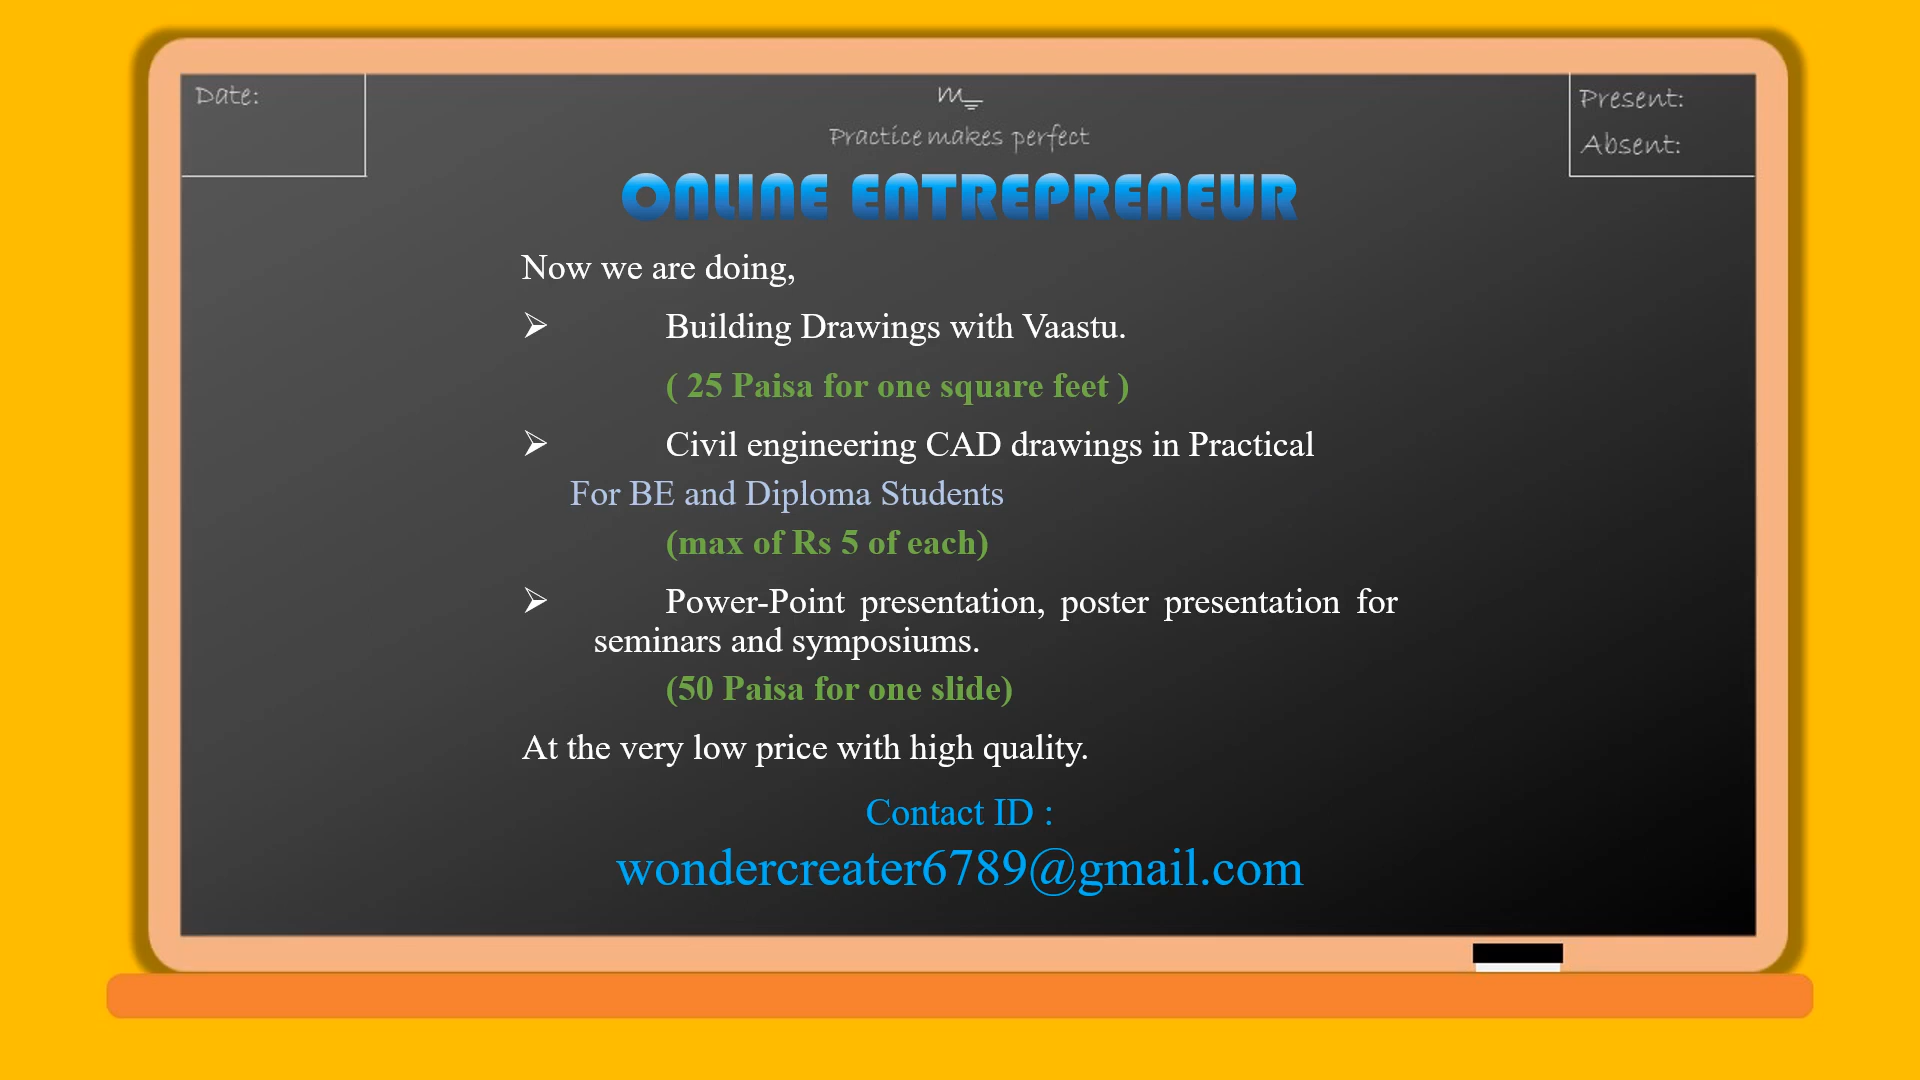 Date:
Present:
Absent:
Practice makes perfect
ONLINE ENTREPRENEUR
Now we are doing,
➢ Building Drawings with Vaastu.
( 25 Paisa for one square feet )
➢ Civil engineering CAD drawings in Practical
For BE and Diploma Students
(max of Rs 5 of each)
➢ Power-Point presentation, poster presentation for
seminars and symposiums.
(50 Paisa for one slide)
At the very low price with high quality.
Contact ID :
wondercreater6789@gmail.com